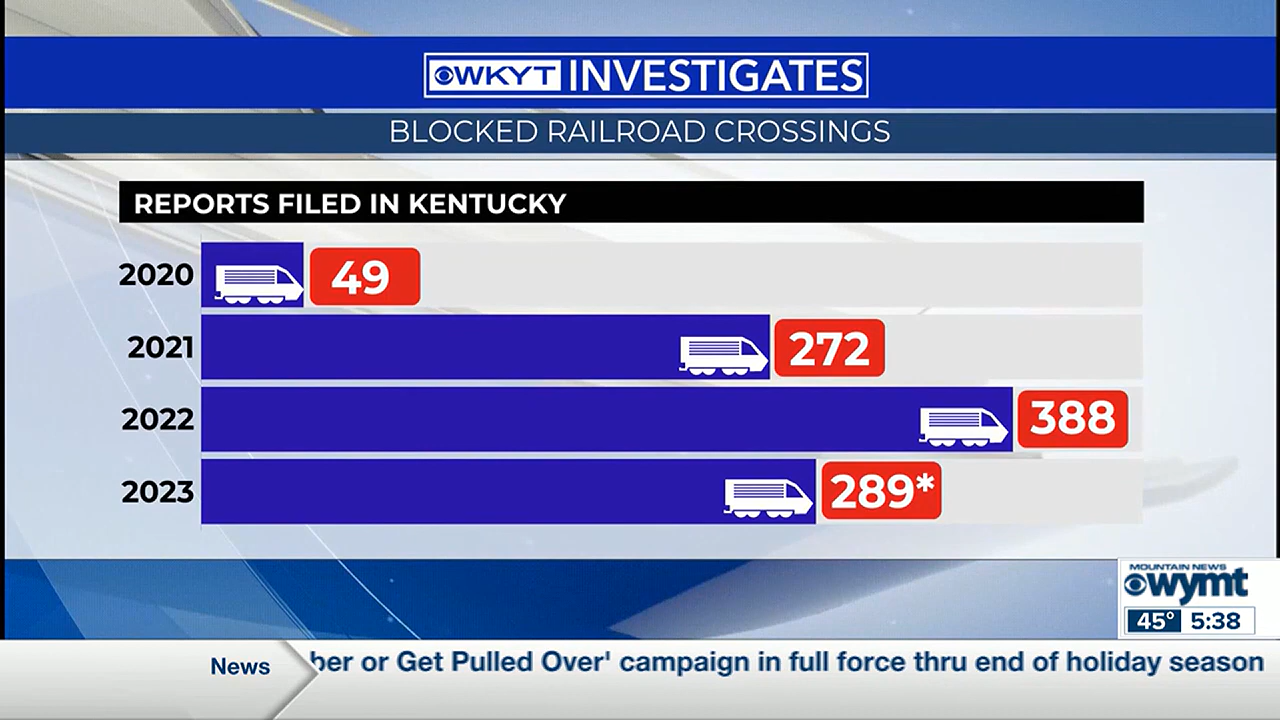 WKYT INVESTIGATES
BLOCKED RAILROAD CROSSINGS
REPORTS FILED IN KENTUCKY
2020 49
2021 272
2022 388
2023 289*
MOUNTAIN NEWS
wymt
45° 5:38
News ber or Get Pulled Over' campaign in full force thru end of holiday season